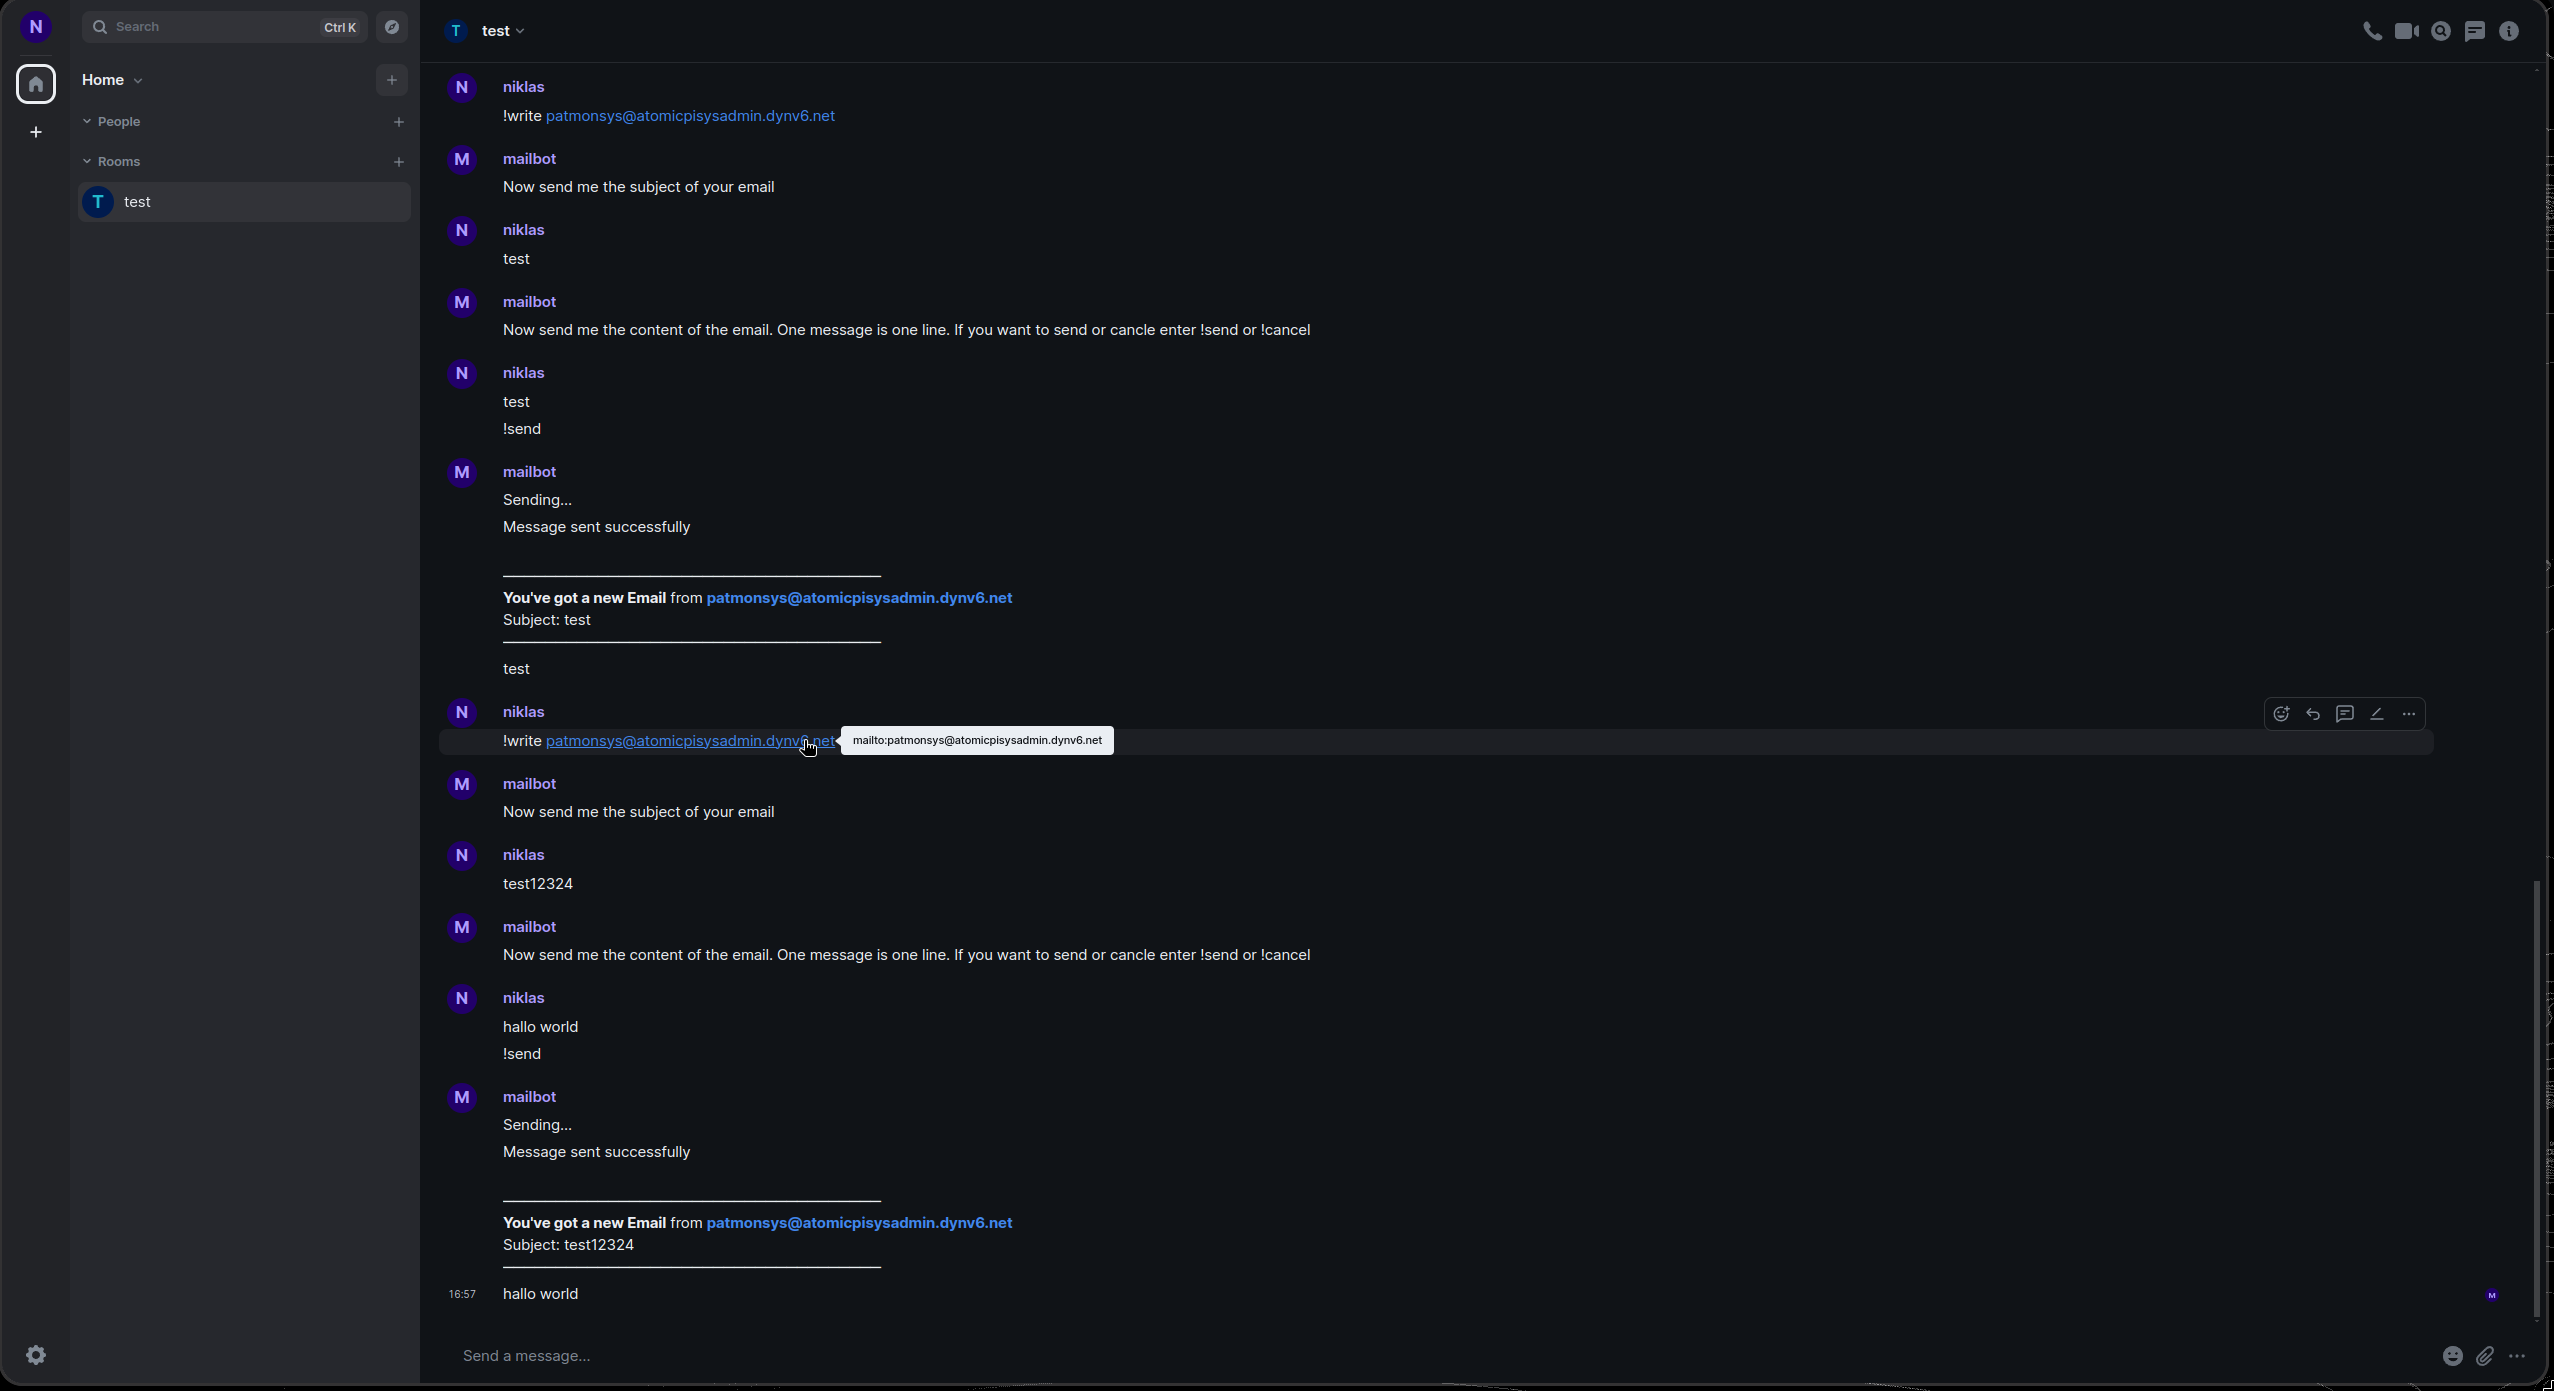 N
Search
Ctrl K
Home
People
Rooms
T test
T test
N niklas
!write patmonsys@atomicpisysadmin.dynv6.net
M mailbot
Now send me the subject of your email
N niklas
test
M mailbot
Now send me the content of the email. One message is one line. If you want to send or cancle enter !send or !cancel
N niklas
test
!send
M mailbot
Sending...
Message sent successfully
You've got a new Email from patmonsys@atomicpisysadmin.dynv6.net
Subject: test
test
N niklas
!write patmonsys@atomicpisysadmin.dynv6.net mailto:patmonsys@atomicpisysadmin.dynv6.net
M mailbot
Now send me the subject of your email
N niklas
test12324
M mailbot
Now send me the content of the email. One message is one line. If you want to send or cancle enter !send or !cancel
N niklas
hallo world
!send
M mailbot
Sending...
Message sent successfully
You've got a new Email from patmonsys@atomicpisysadmin.dynv6.net
Subject: test12324
16:57 hallo world M
Send a message...